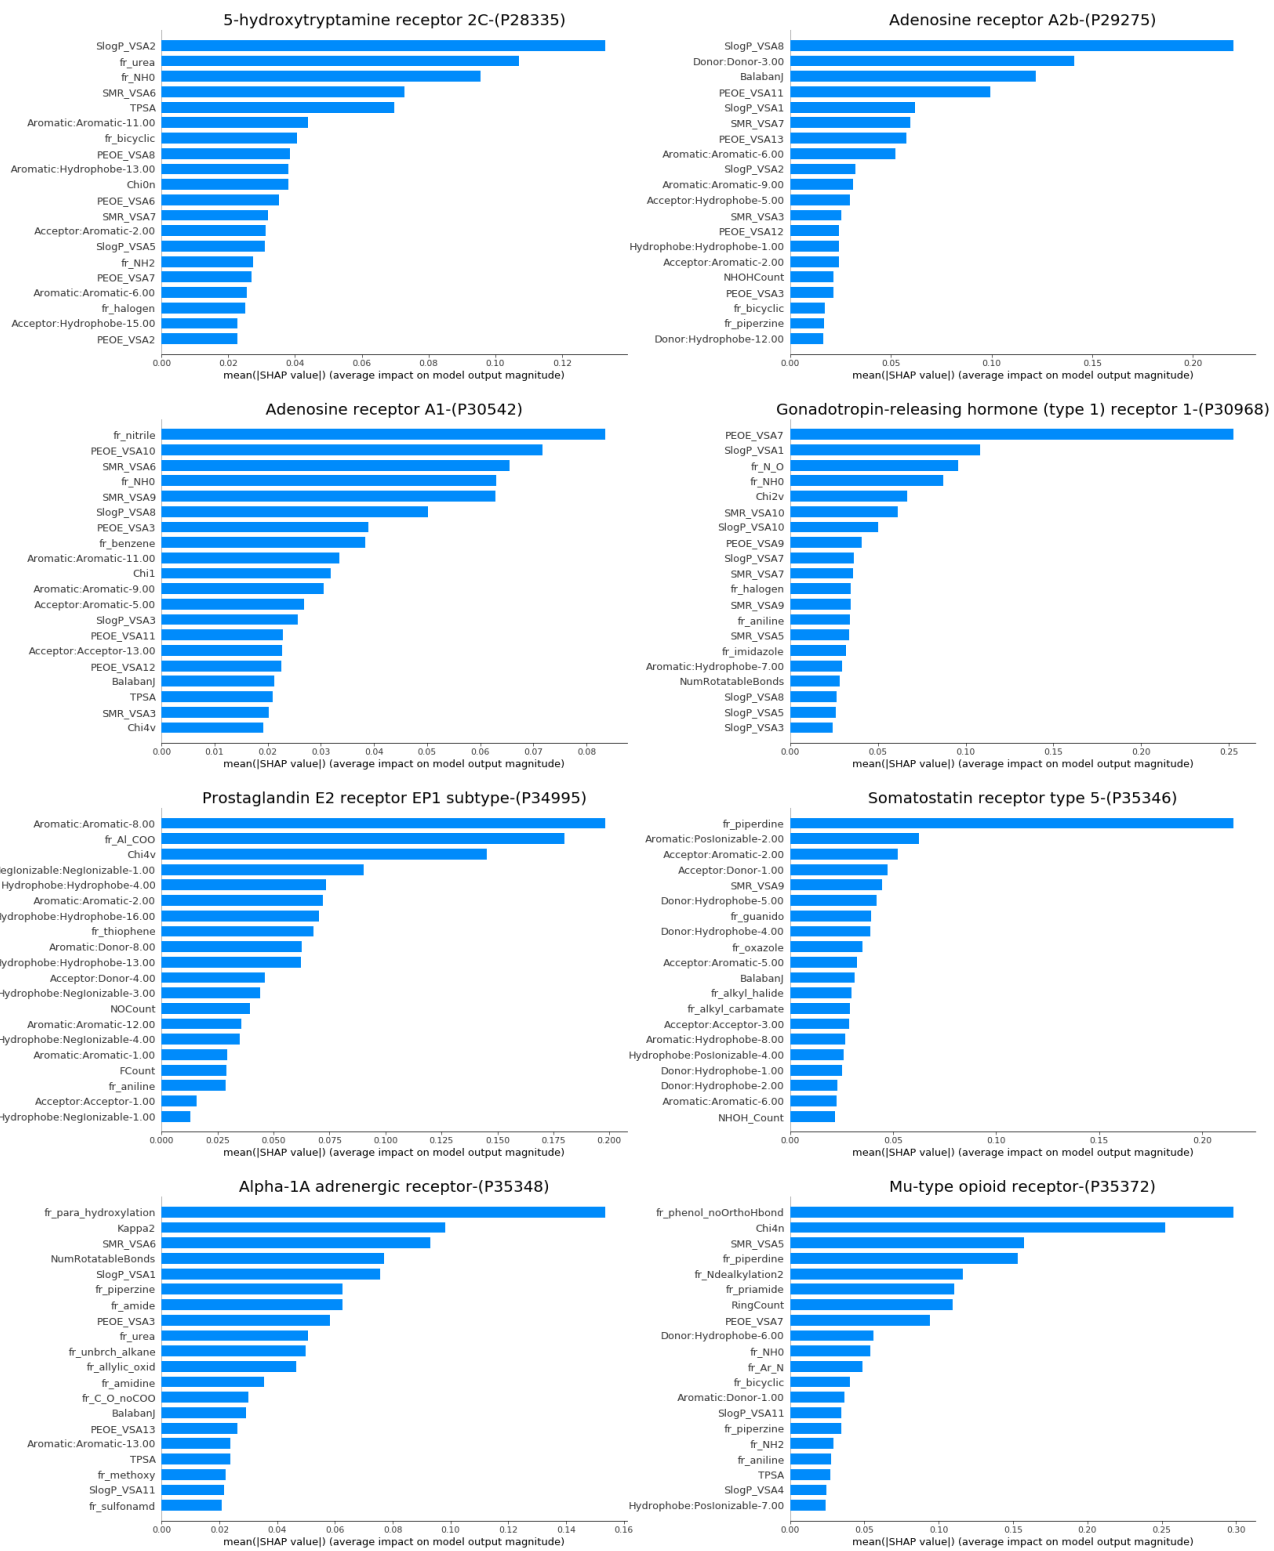 5-hydroxytryptamine receptor 2C-(P28335)
SlogP_VSA2
fr_urea
fr_NH0
SMR_VSA6
TPSA
Aromatic:Aromatic-11.00
fr_bicyclic
PEOE_VSA8
Aromatic:Hydrophobe-13.00
Chi0n
PEOE_VSA6
SMR_VSA7
Acceptor:Aromatic-2.00
SlogP_VSA5
fr_NH2
PEOE_VSA7
Aromatic:Aromatic-6.00
fr_halogen
Acceptor:Hydrophobe-15.00
PEOE_VSA2
0.00 0.02 0.04 0.06 0.08 0.10 0.12
mean(|SHAP value|) (average impact on model output magnitude)
Adenosine receptor A2b-(P29275)
SlogP_VSA8
Donor:Donor-3.00
BalabanJ
PEOE_VSA11
SlogP_VSA1
SMR_VSA7
PEOE_VSA13
Aromatic:Aromatic-6.00
SlogP_VSA2
Aromatic:Aromatic-9.00
Acceptor:Hydrophobe-5.00
SMR_VSA3
PEOE_VSA12
Hydrophobe:Hydrophobe-1.00
Acceptor:Aromatic-2.00
NHOHCount
PEOE_VSA3
fr_bicyclic
fr_piperzine
Donor:Hydrophobe-12.00
0.00 0.05 0.10 0.15 0.20
mean(|SHAP value|) (average impact on model output magnitude)
Adenosine receptor A1-(P30542)
fr_nitrile
PEOE_VSA10
SMR_VSA6
fr_NH0
SMR_VSA9
SlogP_VSA8
PEOE_VSA3
fr_benzene
Aromatic:Aromatic-11.00
Chi1
Aromatic:Aromatic-9.00
Acceptor:Aromatic-5.00
SlogP_VSA3
PEOE_VSA11
Acceptor:Acceptor-13.00
PEOE_VSA12
BalabanJ
TPSA
SMR_VSA3
Chi4v
0.00 0.01 0.02 0.03 0.04 0.05 0.06 0.07 0.08
mean(|SHAP value|) (average impact on model output magnitude)
Gonadotropin-releasing hormone (type 1) receptor 1-(P30968)
PEOE_VSA7
SlogP_VSA1
fr_N_O
fr_NH0
Chi2v
SMR_VSA10
SlogP_VSA10
PEOE_VSA9
SlogP_VSA7
SMR_VSA7
fr_halogen
SMR_VSA9
fr_aniline
SMR_VSA5
fr_imidazole
Aromatic:Hydrophobe-7.00
NumRotatableBonds
SlogP_VSA8
SlogP_VSA5
SlogP_VSA3
0.00 0.05 0.10 0.15 0.20 0.25
mean(|SHAP value|) (average impact on model output magnitude)
Prostaglandin E2 receptor EP1 subtype-(P34995)
Aromatic:Aromatic-8.00
fr_Al_COO
Chi4v
egIonizable:NegIonizable-1.00
Hydrophobe:Hydrophobe-4.00
Aromatic:Aromatic-2.00
ydrophobe:Hydrophobe-16.00
fr_thiophene
Aromatic:Donor-8.00
ydrophobe:Hydrophobe-13.00
Acceptor:Donor-4.00
Hydrophobe:NegIonizable-3.00
NOCount
Aromatic:Aromatic-12.00
Hydrophobe:NegIonizable-4.00
Aromatic:Aromatic-1.00
FCount
fr_aniline
Acceptor:Acceptor-1.00
Hydrophobe:NegIonizable-1.00
0.000 0.025 0.050 0.075 0.100 0.125 0.150 0.175 0.200
mean(|SHAP value|) (average impact on model output magnitude)
Somatostatin receptor type 5-(P35346)
fr_piperdine
Aromatic:PosIonizable-2.00
Acceptor:Aromatic-2.00
Acceptor:Donor-1.00
SMR_VSA9
Donor:Hydrophobe-5.00
fr_guanido
Donor:Hydrophobe-4.00
fr_oxazole
Acceptor:Aromatic-5.00
BalabanJ
fr_alkyl_halide
fr_alkyl_carbamate
Acceptor:Acceptor-3.00
Aromatic:Hydrophobe-8.00
Hydrophobe:PosIonizable-4.00
Donor:Hydrophobe-1.00
Donor:Hydrophobe-2.00
Aromatic:Aromatic-6.00
NHOH_Count
0.00 0.05 0.10 0.15 0.20
mean(|SHAP value|) (average impact on model output magnitude)
Alpha-1A adrenergic receptor-(P35348)
fr_para_hydroxylation
Kappa2
SMR_VSA6
NumRotatableBonds
SlogP_VSA1
fr_piperzine
fr_amide
PEOE_VSA3
fr_urea
fr_unbrch_alkane
fr_allylic_oxid
fr_amidine
fr_C_O_noCOO
BalabanJ
PEOE_VSA13
Aromatic:Aromatic-13.00
TPSA
fr_methoxy
SlogP_VSA11
fr_sulfonamd
0.00 0.02 0.04 0.06 0.08 0.10 0.12 0.14 0.16
mean(|SHAP value|) (average impact on model output magnitude)
Mu-type opioid receptor-(P35372)
fr_phenol_noOrthoHbond
Chi4n
SMR_VSA5
fr_piperdine
fr_Ndealkylation2
fr_priamide
RingCount
PEOE_VSA7
Donor:Hydrophobe-6.00
fr_NH0
fr_Ar_N
fr_bicyclic
Aromatic:Donor-1.00
SlogP_VSA11
fr_piperzine
fr_NH2
fr_aniline
TPSA
SlogP_VSA4
Hydrophobe:PosIonizable-7.00
0.00 0.05 0.10 0.15 0.20 0.25 0.30
mean(|SHAP value|) (average impact on model output magnitude)